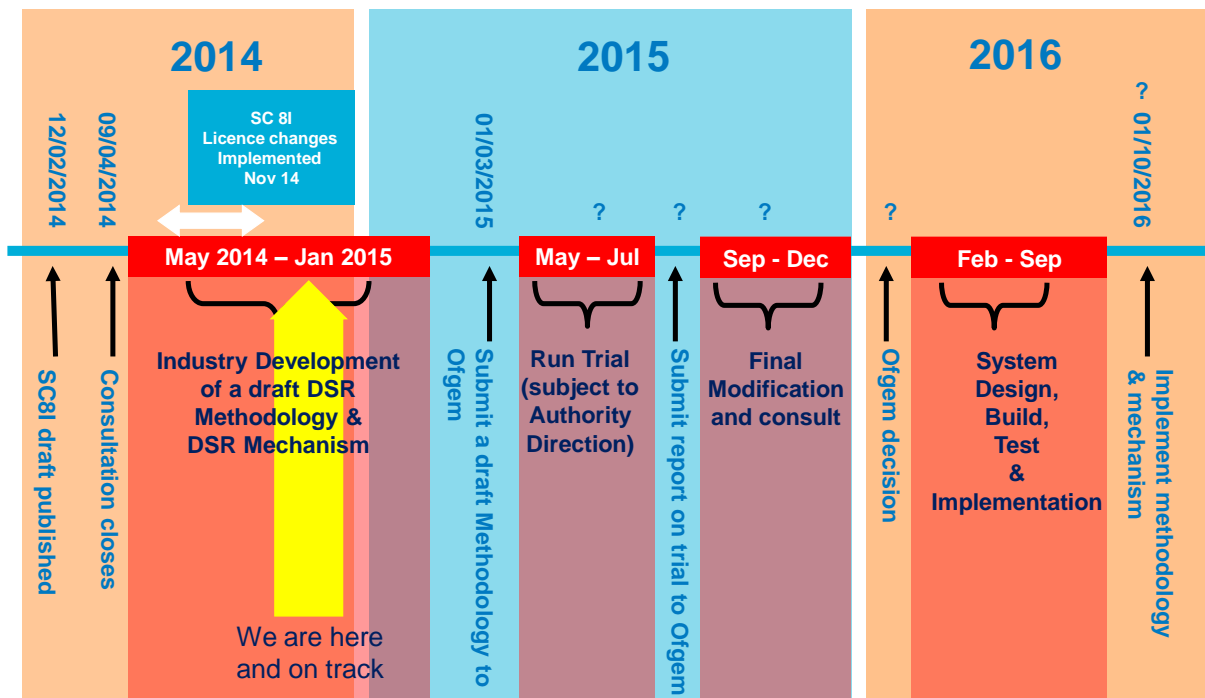 2014
2015
2016
12/02/2014
09/04/2014
SC 8I
Licence changes
Implemented
Nov 14
01/03/2015
?
?
?
?
? 01/10/2016
May 2014 – Jan 2015
May – Jul
Sep - Dec
Feb - Sep
SC8I draft published
Consultation closes
Industry Development
of a draft DSR
Methodology &
DSR Mechanism
Submit a draft Methodology to
Ofgem
Run Trial
(subject to
Authority
Direction)
Submit report on trial to Ofgem
Final
Modification
and consult
Ofgem decision
System
Design,
Build,
Test
&
Implementation
Implement methodology
& mechanism
We are here
and on track